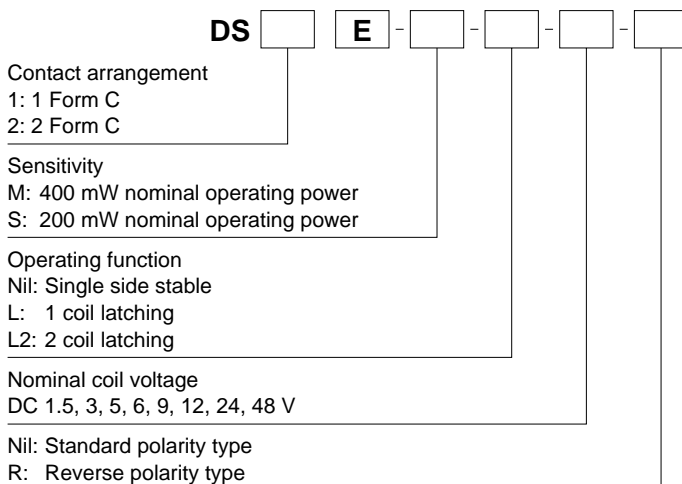 DS E - - - -
Contact arrangement
1: 1 Form C
2: 2 Form C
Sensitivity
M: 400 mW nominal operating power
S: 200 mW nominal operating power
Operating function
Nil: Single side stable
L: 1 coil latching
L2: 2 coil latching
Nominal coil voltage
DC 1.5, 3, 5, 6, 9, 12, 24, 48 V
Nil: Standard polarity type
R: Reverse polarity type